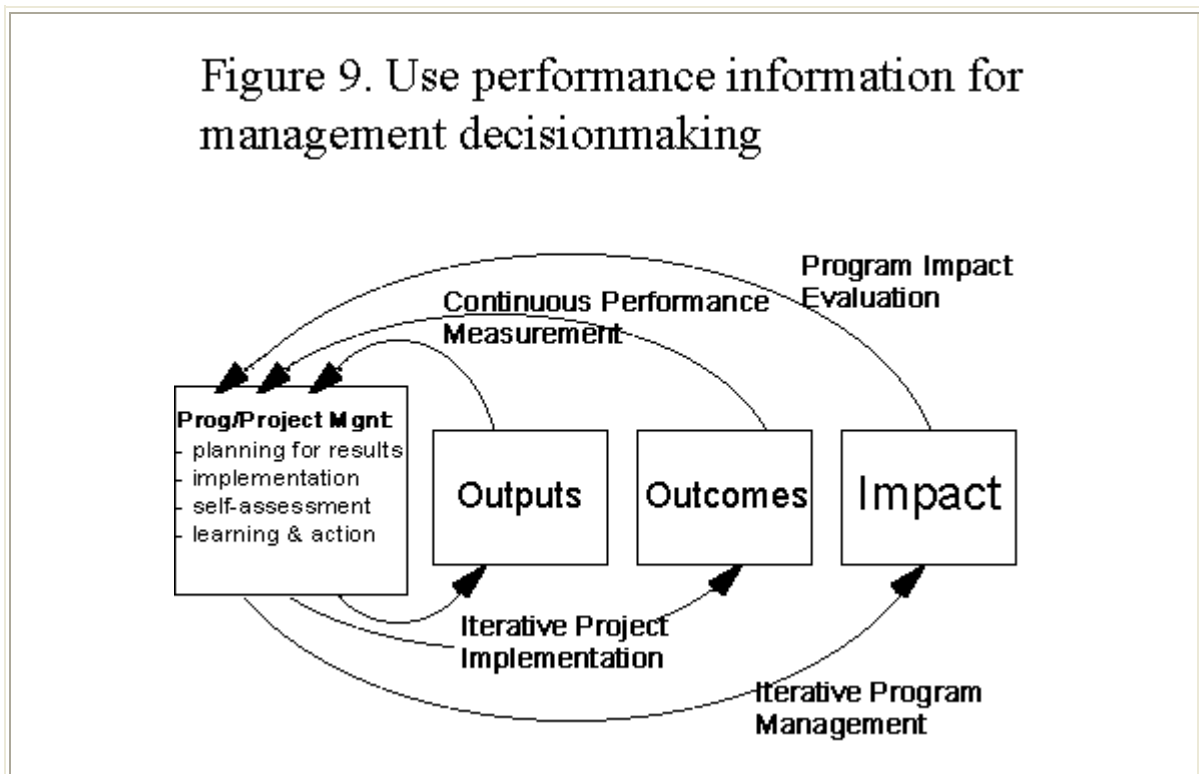 Figure 9. Use performance information for
management decisionmaking
Program Impact
Evaluation
Continuous Performance
Measurement
Prog/Project Mgnt:
- planning for results
- implementation
- self-assessment
- learning & action
Outputs
Outcomes
Impact
Iterative Project
Implementation
Iterative Program
Management